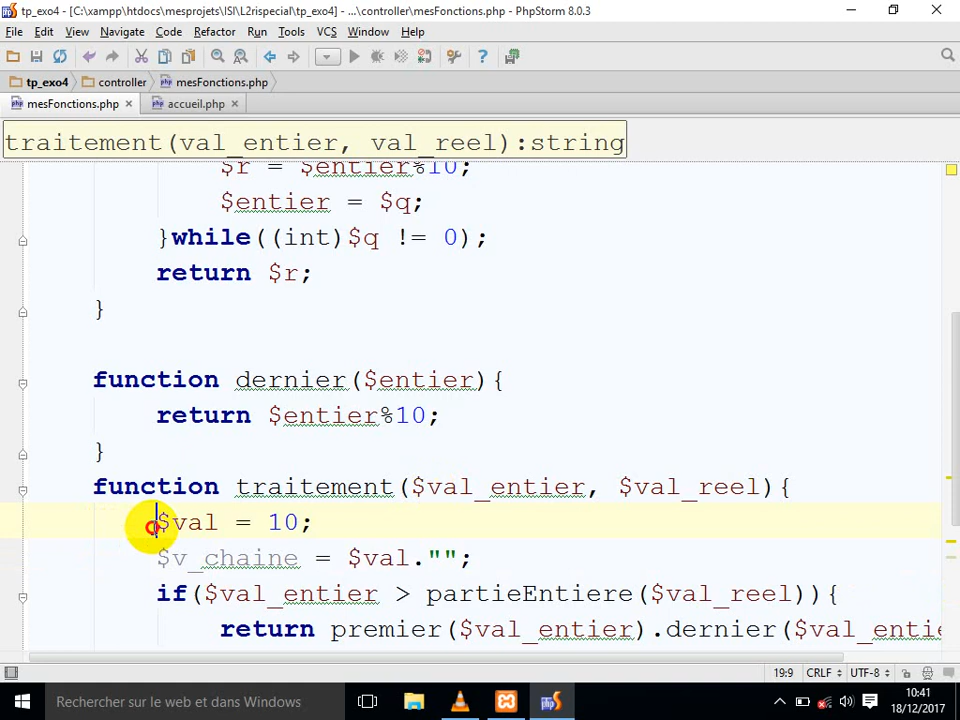 tp_exo4 - [C:\xampp\htdocs\mesprojets\ISI\L2rispecial\tp_exo4] - ...\controller\mesFonctions.php - PhpStorm 8.0.3
File Edit View Navigate Code Refactor Run Tools VCS Window Help
tp_exo4 controller mesFonctions.php
mesFonctions.php accueil.php
traitement(val_entier, val_reel):string
$r = $entier%10;
$entier = $q;
}while((int)$q != 0);
return $r;
}
function dernier($entier){
return $entier%10;
}
function traitement($val_entier, $val_reel){
$val = 10;
$v_chaine = $val."";
if($val_entier > partieEntiere($val_reel)){
return premier($val_entier).dernier($val_entie
19:9 CRLF UTF-8
Rechercher sur le web et dans Windows
10:41
18/12/2017